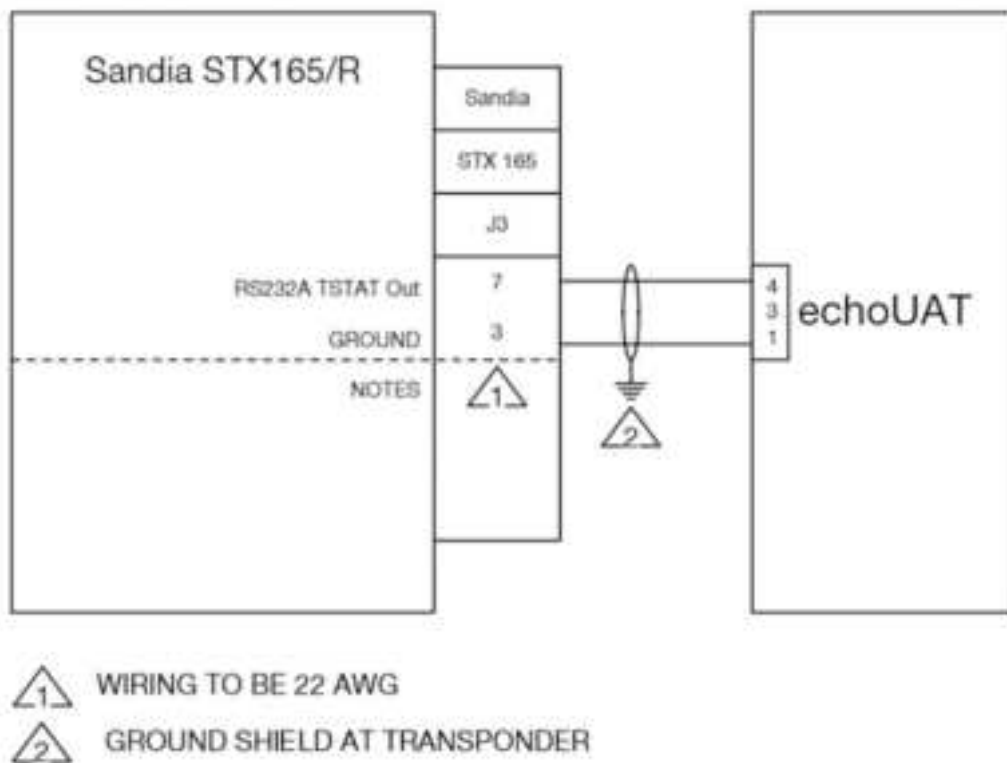 Sandia STX165/R
Sandia
STX 165
J3
RS232A TSTAT Out 7
GROUND 3
NOTES 1
2
4
3
1
echoUAT
1 WIRING TO BE 22 AWG
2 GROUND SHIELD AT TRANSPONDER